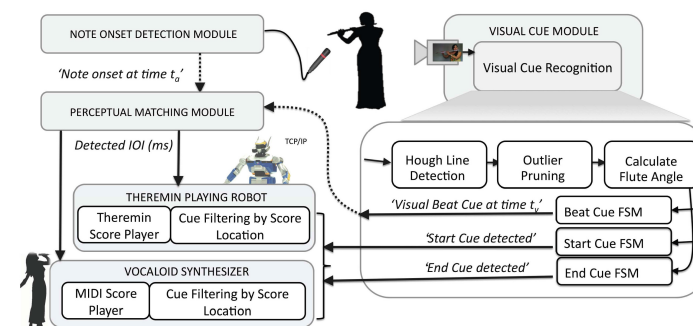 NOTE ONSET DETECTION MODULE
VISUAL CUE MODULE
Visual Cue Recognition
‘Note onset at time tₐ’
PERCEPTUAL MATCHING MODULE
Detected IOI (ms)
TCP/IP
Hough Line
Detection
Outlier
Pruning
Calculate
Flute Angle
THEREMIN PLAYING ROBOT
Theremin
Score Player
Cue Filtering by Score
Location
‘Visual Beat Cue at time tᵥ’
Beat Cue FSM
‘Start Cue detected’
Start Cue FSM
‘End Cue detected’
End Cue FSM
VOCALOID SYNTHESIZER
MIDI Score
Player
Cue Filtering by Score
Location